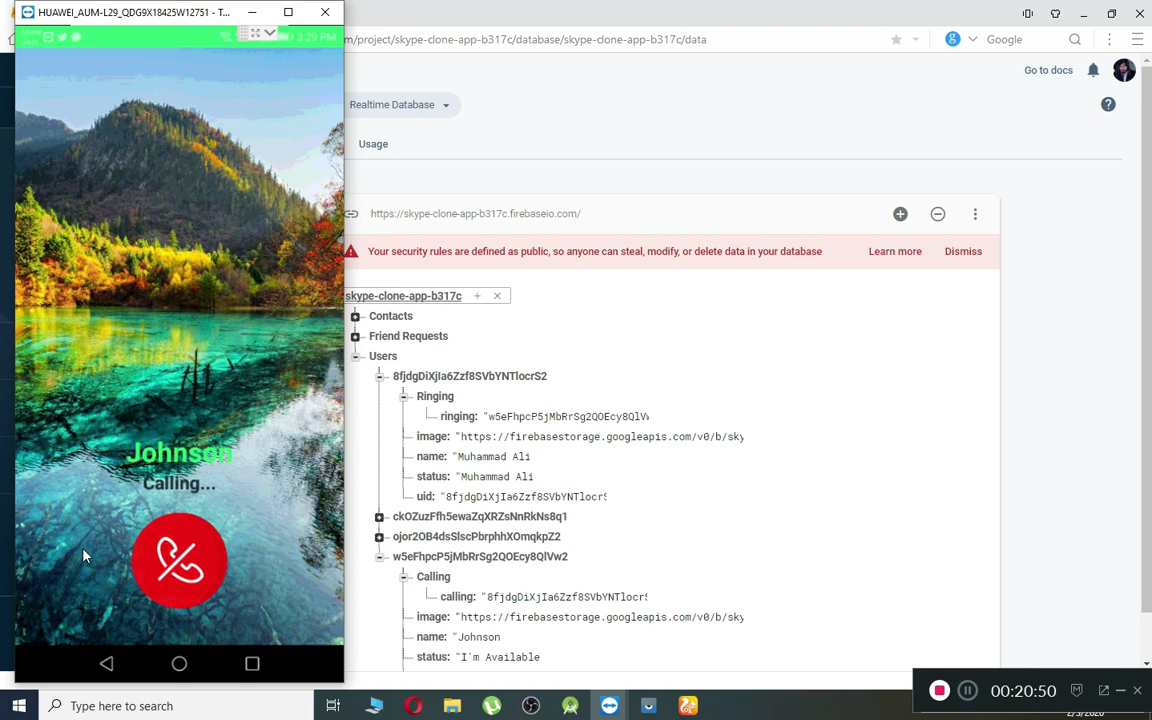 HUAWEI_AUM-L29_QDG9X18425W12751 - T...
3:29 PM
m/project/skype-clone-app-b317c/database/skype-clone-app-b317c/data
Google
Go to docs
Realtime Database
Usage
https://skype-clone-app-b317c.firebaseio.com/
Your security rules are defined as public, so anyone can steal, modify, or delete data in your database
Learn more
Dismiss
skype-clone-app-b317c
Contacts
Friend Requests
Users
8fjdgDiXjIa6Zzf8SVbYNTlocrS2
Ringing
ringing: "w5eFhpcP5jMbRrSg2QOEcy8QlV
image: "https://firebasestorage.googleapis.com/v0/b/sky
name: "Muhammad Ali
status: "Muhammad Ali
uid: "8fjdgDiXjIa6Zzf8SVbYNTlocrS
ckOZuzFfh5ewaZqXRZsNnRkNs8q1
ojor2OB4dsSlscPbrphhXOmqkpZ2
w5eFhpcP5jMbRrSg2QOEcy8QlVw2
Calling
calling: "8fjdgDiXjIa6Zzf8SVbYNTlocrS
image: "https://firebasestorage.googleapis.com/v0/b/sky
name: "Johnson
status: "I'm Available
Johnson
Calling...
Type here to search
00:20:50